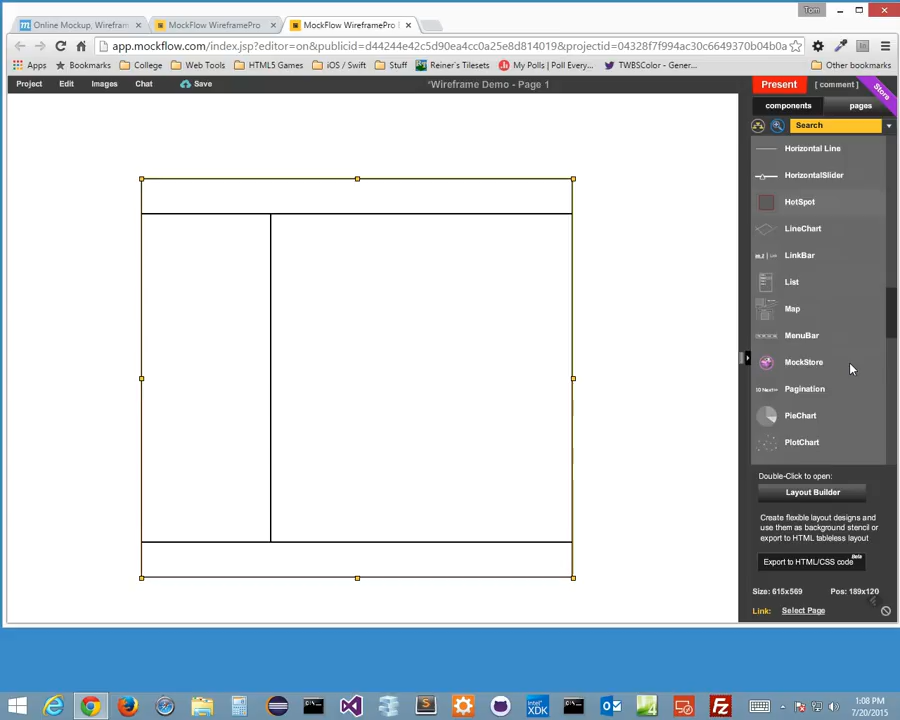 Tom
Online Mockup, Wirefram
MockFlow WireframePro
MockFlow WireframePro E
app.mockflow.com/index.jsp?editor=on&publicid=d44244e42c5d90ea4cc0a25e8d814019&projectid=04328f7f994ac30c6649370b04b0a
Apps
Bookmarks
College
Web Tools
HTML5 Games
iOS / Swift
Stuff
Reiner's Tilesets
My Polls | Poll Every...
TWBSColor - Gener...
Other bookmarks
Project
Edit
Images
Chat
Save
*Wireframe Demo - Page 1
Present
[ comment ]
Store
components
pages
Search
Horizontal Line
HorizontalSlider
HotSpot
LineChart
LinkBar
List
Map
MenuBar
MockStore
10 Next>>
Pagination
PieChart
PlotChart
Double-Click to open:
Layout Builder
Create flexible layout designs and
use them as background stencil or
export to HTML tableless layout
Export to HTML/CSS code
Beta
Size: 615x569
Pos: 189x120
Link:
Select Page
1:08 PM
7/20/2015